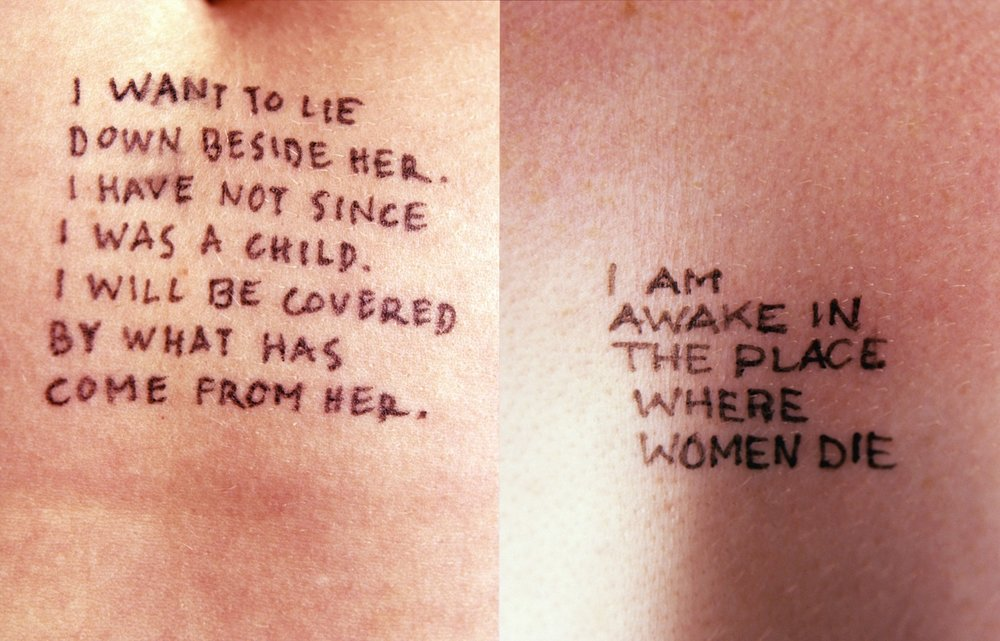 I WANT TO LIE
DOWN BESIDE HER.
I HAVE NOT SINCE
I WAS A CHILD.
I WILL BE COVERED
BY WHAT HAS
COME FROM HER.
I AM
AWAKE IN
THE PLACE
WHERE
WOMEN DIE